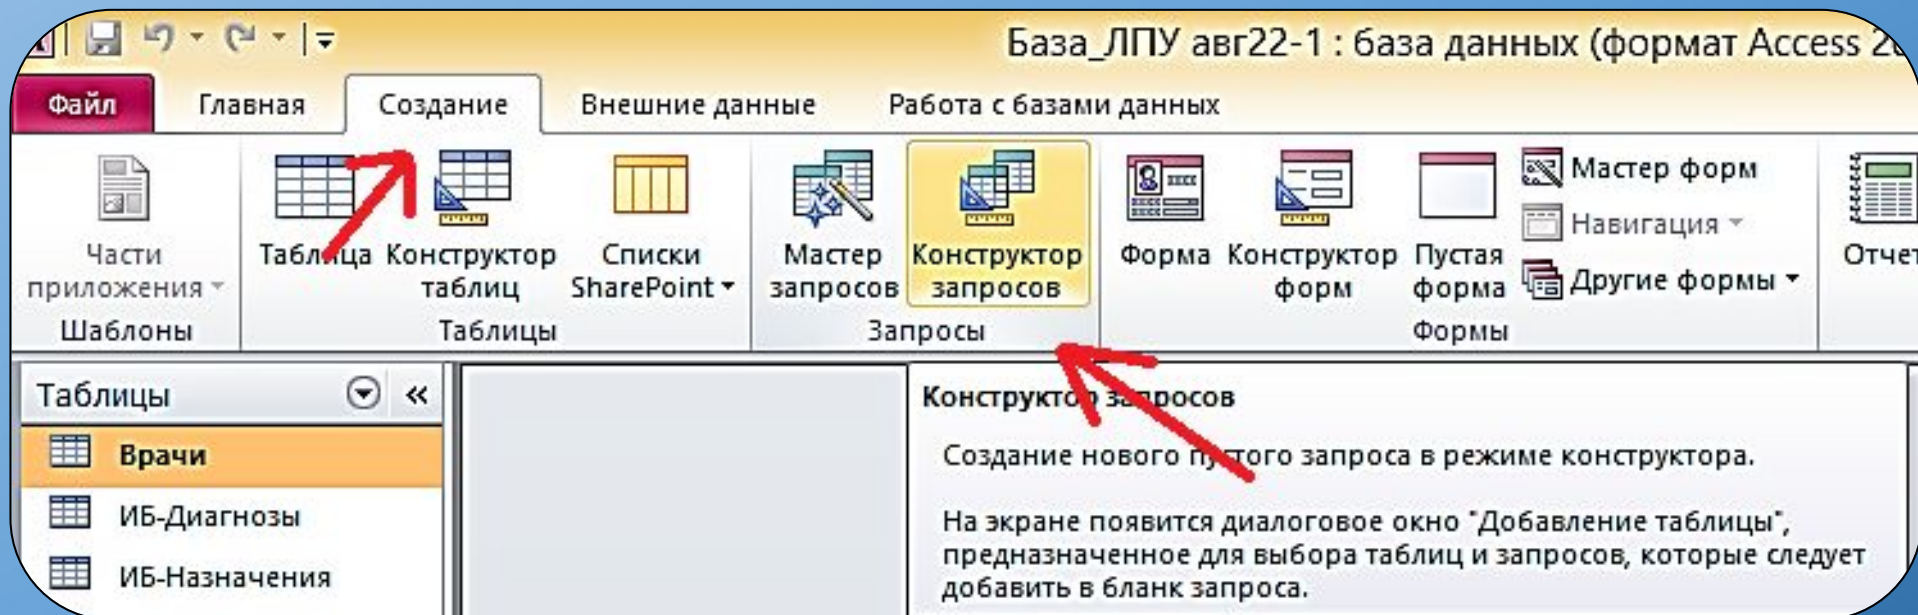 База_ЛПУ авг22-1 : база данных (формат Access
Файл Главная Создание Внешние данные Работа с базами данных
Части приложения
Шаблоны
Таблица
Конструктор таблиц
Списки SharePoint
Таблицы
Мастер запросов
Конструктор запросов
Запросы
Форма
Конструктор форм
Пустая форма
Мастер форм
Навигация
Другие формы
Формы
Отчет
Таблицы «
Врачи
ИБ-Диагнозы
ИБ-Назначения
Конструктор запросов
Создание нового пустого запроса в режиме конструктора.
На экране появится диалоговое окно "Добавление таблицы",
предназначенное для выбора таблиц и запросов, которые следует
добавить в бланк запроса.